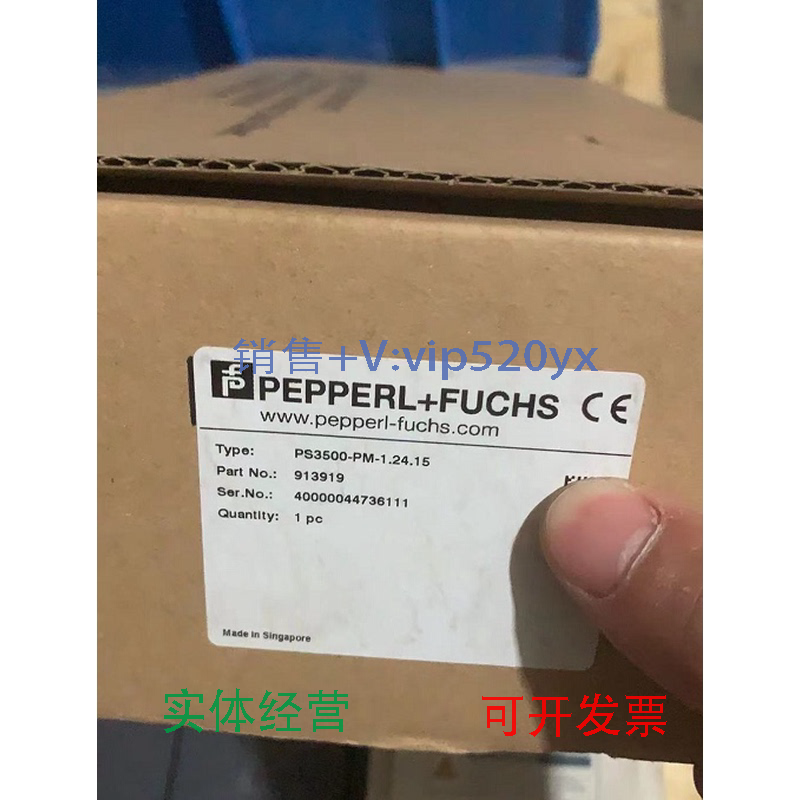 销售+V:vip520yx
PEPPERL+FUCHS CE
www.pepperl-fuchs.com
Type: PS3500-PM-1.24.15
Part No.: 913919
Ser.No.: 40000044736111
Quantity: 1 pc
Made in Singapore
实体经营 可开发票